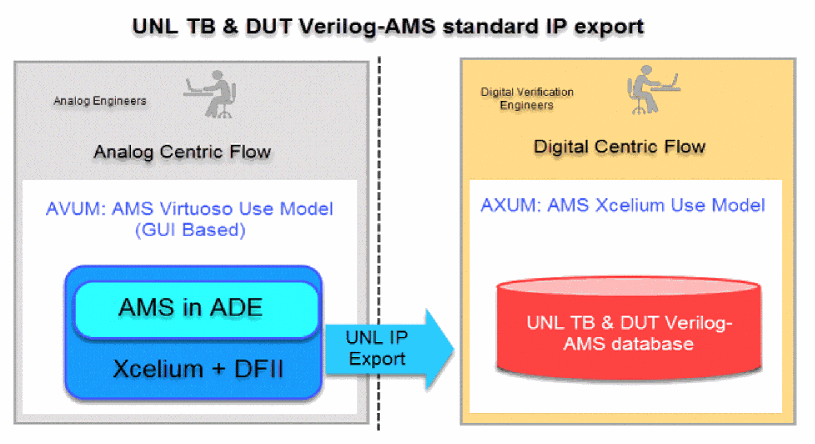 UNL TB & DUT Verilog-AMS standard IP export
Analog Engineers
Analog Centric Flow
AVUM: AMS Virtuoso Use Model
(GUI Based)
AMS in ADE
Xcelium + DFII
UNL IP
Export
Digital Verification
Engineers
Digital Centric Flow
AXUM: AMS Xcelium Use Model
UNL TB & DUT Verilog-
AMS database